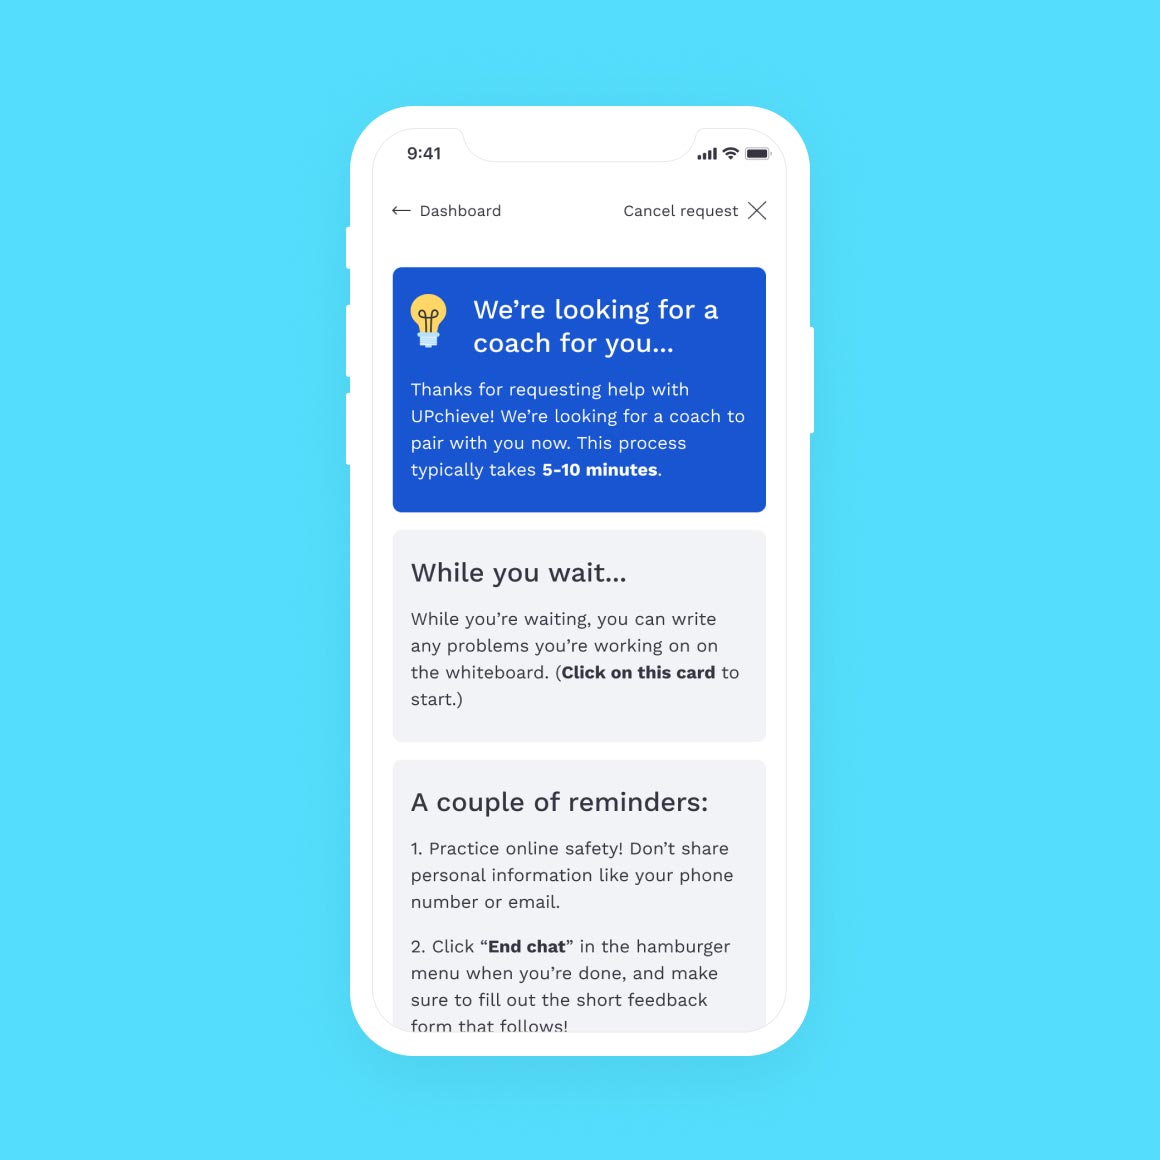 9:41
← Dashboard
Cancel request ×
We’re looking for a
coach for you...
Thanks for requesting help with
UPchieve! We’re looking for a coach to
pair with you now. This process
typically takes 5-10 minutes.
While you wait...
While you’re waiting, you can write
any problems you’re working on on
the whiteboard. (Click on this card to
start.)
A couple of reminders:
1. Practice online safety! Don’t share
personal information like your phone
number or email.
2. Click “End chat” in the hamburger
menu when you’re done, and make
sure to fill out the short feedback
form that follows!